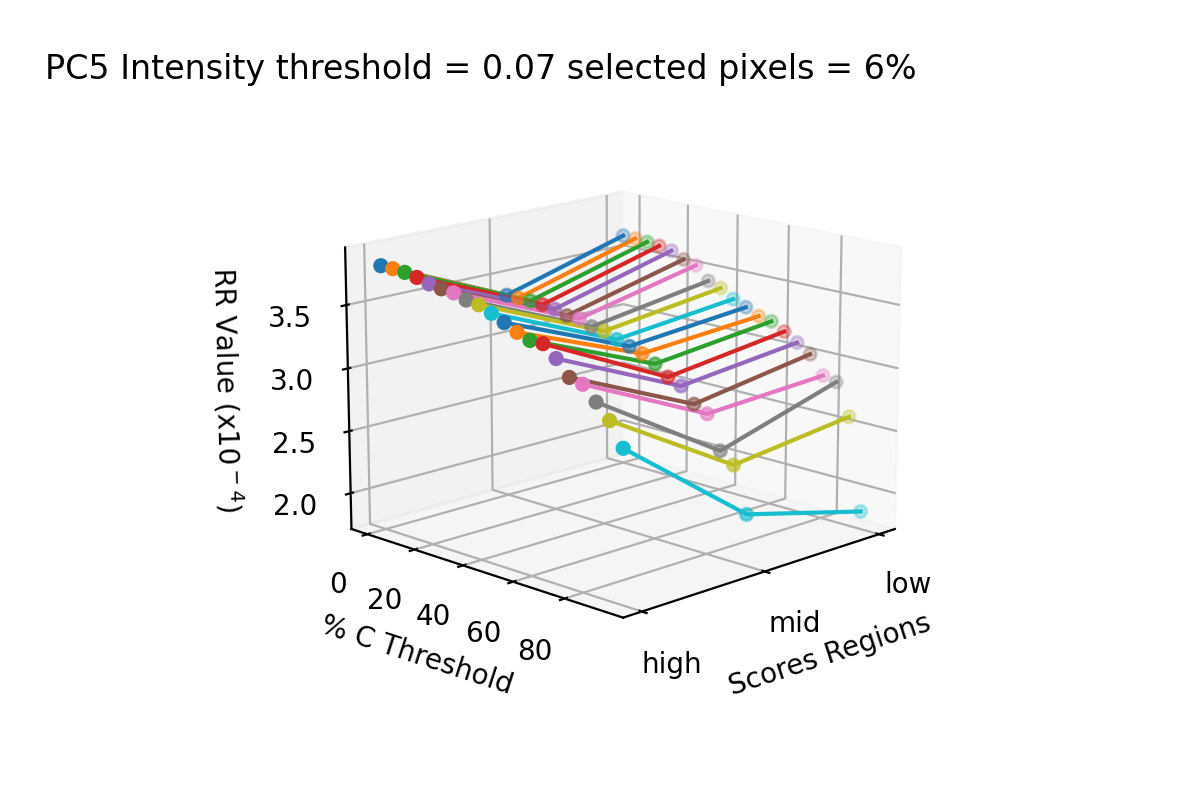 PC5 Intensity threshold = 0.07 selected pixels = 6%
RR Value (x10⁻⁴)
3.5
3.0
2.5
2.0
0
20
40
60
80
% C Threshold
high
mid
low
Scores Regions